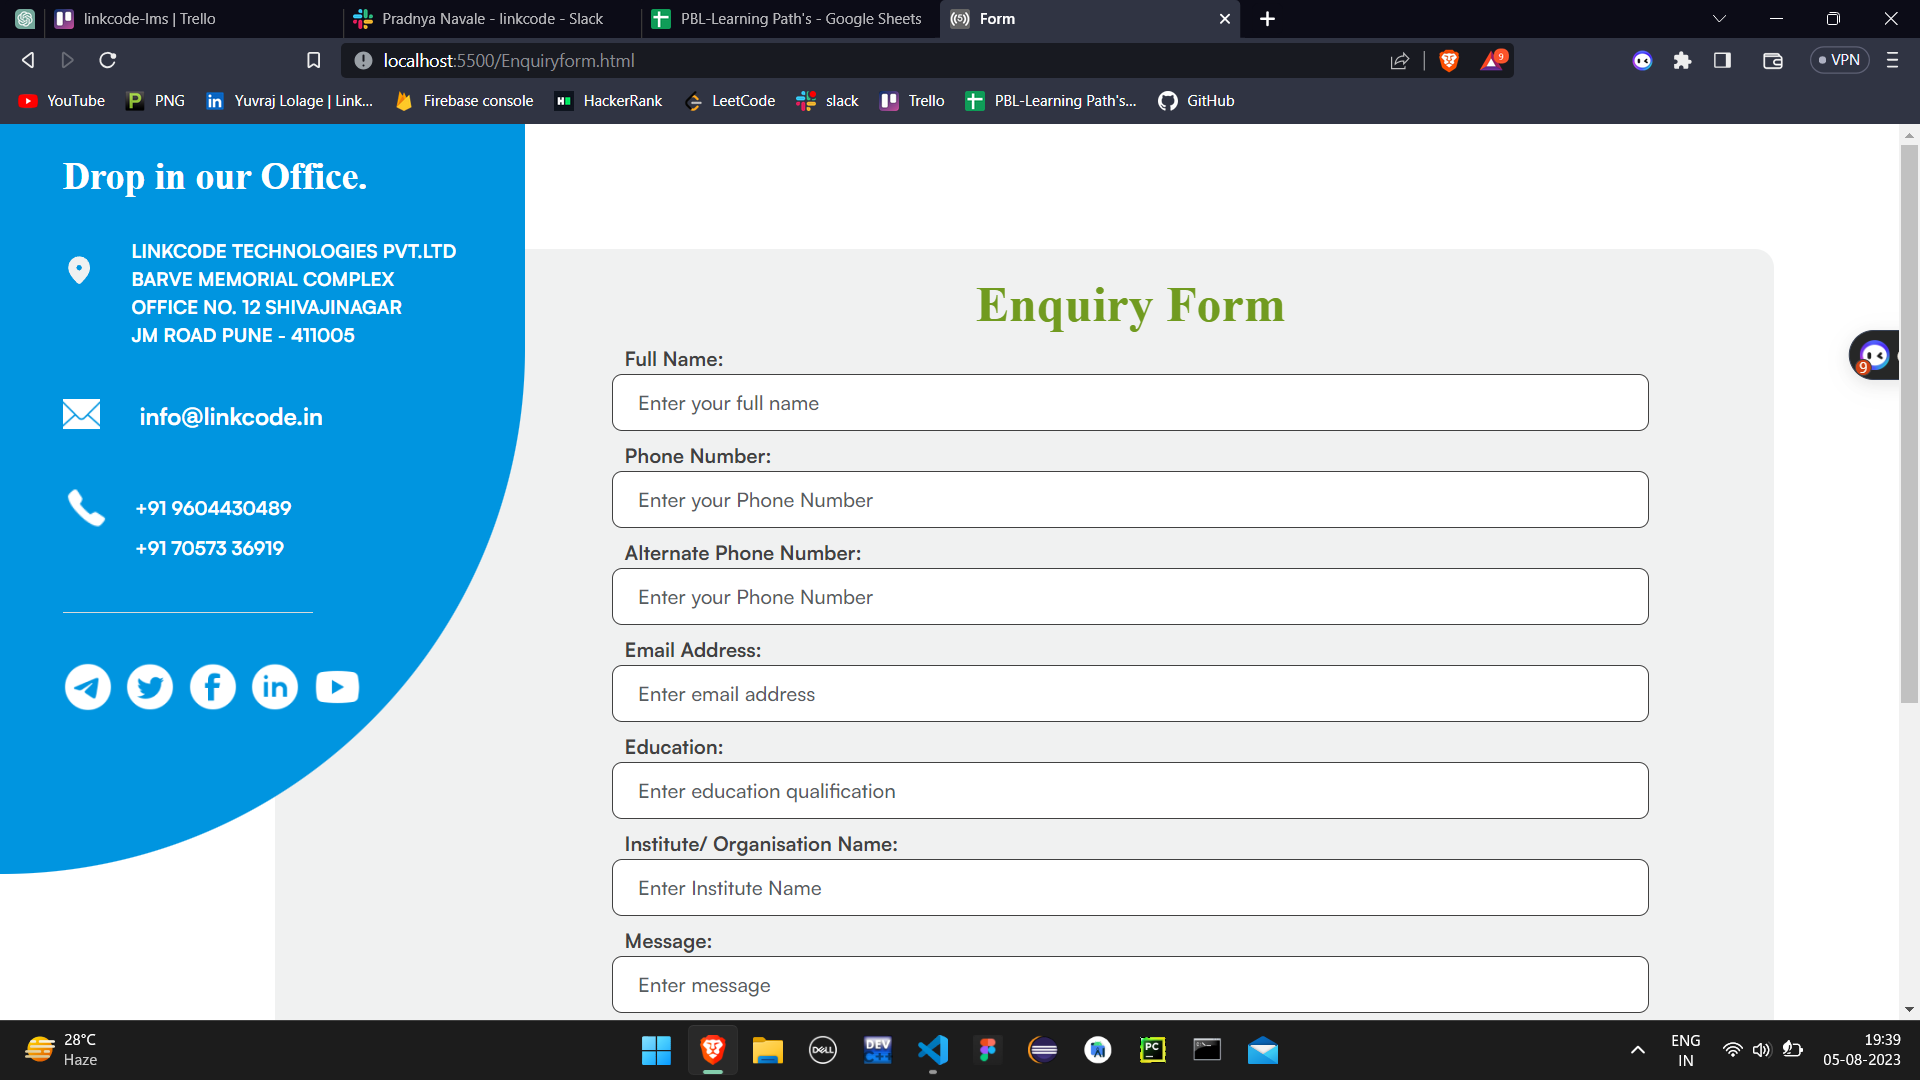 linkcode-lms | Trello
Pradnya Navale - linkcode - Slack
PBL-Learning Path's - Google Sheets
Form
localhost:5500/Enquiryform.html
9
VPN
YouTube
PNG
Yuvraj Lolage | Link...
Firebase console
HackerRank
LeetCode
slack
Trello
PBL-Learning Path's...
GitHub
Drop in our Office.
LINKCODE TECHNOLOGIES PVT.LTD
BARVE MEMORIAL COMPLEX
OFFICE NO. 12 SHIVAJINAGAR
JM ROAD PUNE - 411005
info@linkcode.in
+91 9604430489
+91 70573 36919
Enquiry Form
Full Name:
Enter your full name
Phone Number:
Enter your Phone Number
Alternate Phone Number:
Enter your Phone Number
Email Address:
Enter email address
Education:
Enter education qualification
Institute/ Organisation Name:
Enter Institute Name
Message:
Enter message
9
28°C
Haze
DELL
DEV
C++
PC
ENG
IN
19:39
05-08-2023